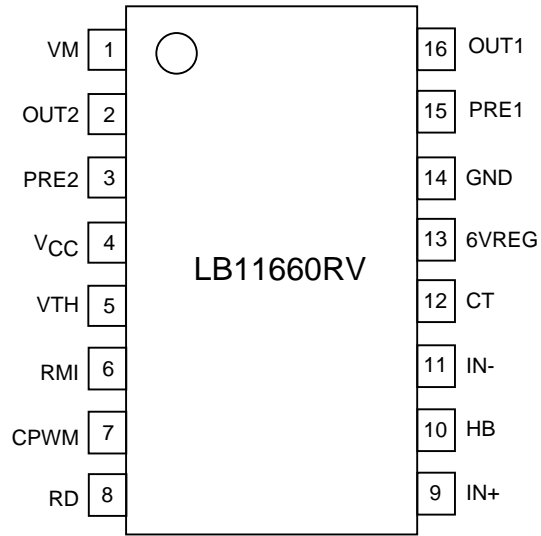 VM 1 16 OUT1
OUT2 2 15 PRE1
PRE2 3 14 GND
VCC 4 13 6VREG
LB11660RV
VTH 5 12 CT
RMI 6 11 IN-
CPWM 7 10 HB
RD 8 9 IN+